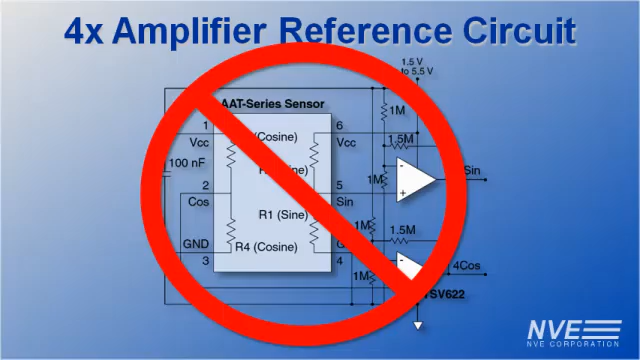 4x Amplifier Reference Circuit
1.5 V
to 5.5 V
AAT-Series Sensor
1
6
1M
(Cosine)
1.5M
Vcc
Vcc
100 nF
Sin
-
1M
2
5
+
Cos
Sin
R1 (Sine)
1M
1.5M
GND
R4 (Cosine)
3
4
-
4Cos
1M
TSV622
NVE
NVE CORPORATION